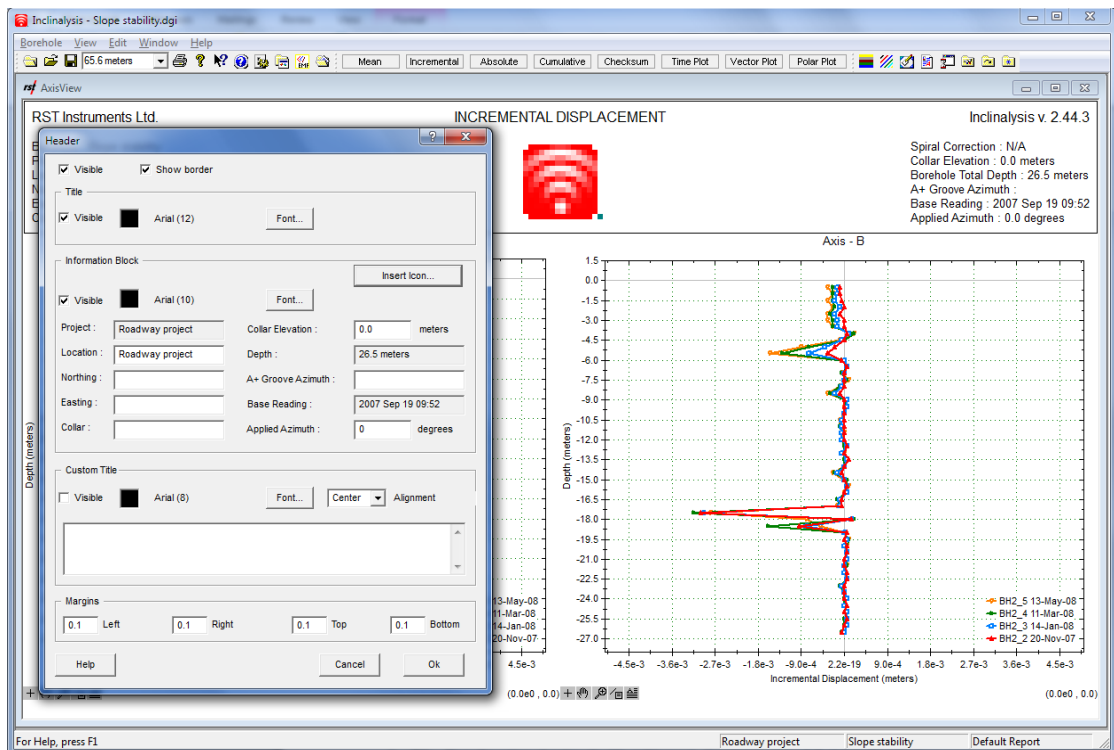 Inclinalysis - Slope stability.dgi
Borehole View Edit Window Help
65.6 meters Mean Incremental Absolute Cumulative Checksum Time Plot Vector Plot Polar Plot
rst AxisView
RST Instruments Ltd. INCREMENTAL DISPLACEMENT Inclinalysis v. 2.44.3
Spiral Correction : N/A
Collar Elevation : 0.0 meters
Borehole Total Depth : 26.5 meters
A+ Groove Azimuth :
Base Reading : 2007 Sep 19 09:52
Applied Azimuth : 0.0 degrees
Header
Visible Show border
Title
Visible Arial (12) Font...
Information Block
Insert Icon...
Visible Arial (10) Font...
Project : Roadway project Collar Elevation : 0.0 meters
Location : Roadway project Depth : 26.5 meters
Northing : A+ Groove Azimuth :
Easting : Base Reading : 2007 Sep 19 09:52
Collar : Applied Azimuth : 0 degrees
Custom Title
Visible Arial (8) Font... Center Alignment
Margins
0.1 Left 0.1 Right 0.1 Top 0.1 Bottom
Help Cancel Ok
Depth (meters)
13-May-08
11-Mar-08
14-Jan-08
20-Nov-07
4.5e-3
(0.0e0 , 0.0)
Axis - B
Depth (meters)
1.5
0.0
-1.5
-3.0
-4.5
-6.0
-7.5
-9.0
-10.5
-12.0
-13.5
-15.0
-16.5
-18.0
-19.5
-21.0
-22.5
-24.0
-25.5
-27.0
BH2_5 13-May-08
BH2_4 11-Mar-08
BH2_3 14-Jan-08
BH2_2 20-Nov-07
-4.5e-3 -3.6e-3 -2.7e-3 -1.8e-3 -9.0e-4 2.2e-19 9.0e-4 1.8e-3 2.7e-3 3.6e-3 4.5e-3
Incremental Displacement (meters)
(0.0e0 , 0.0)
For Help, press F1 Roadway project Slope stability Default Report